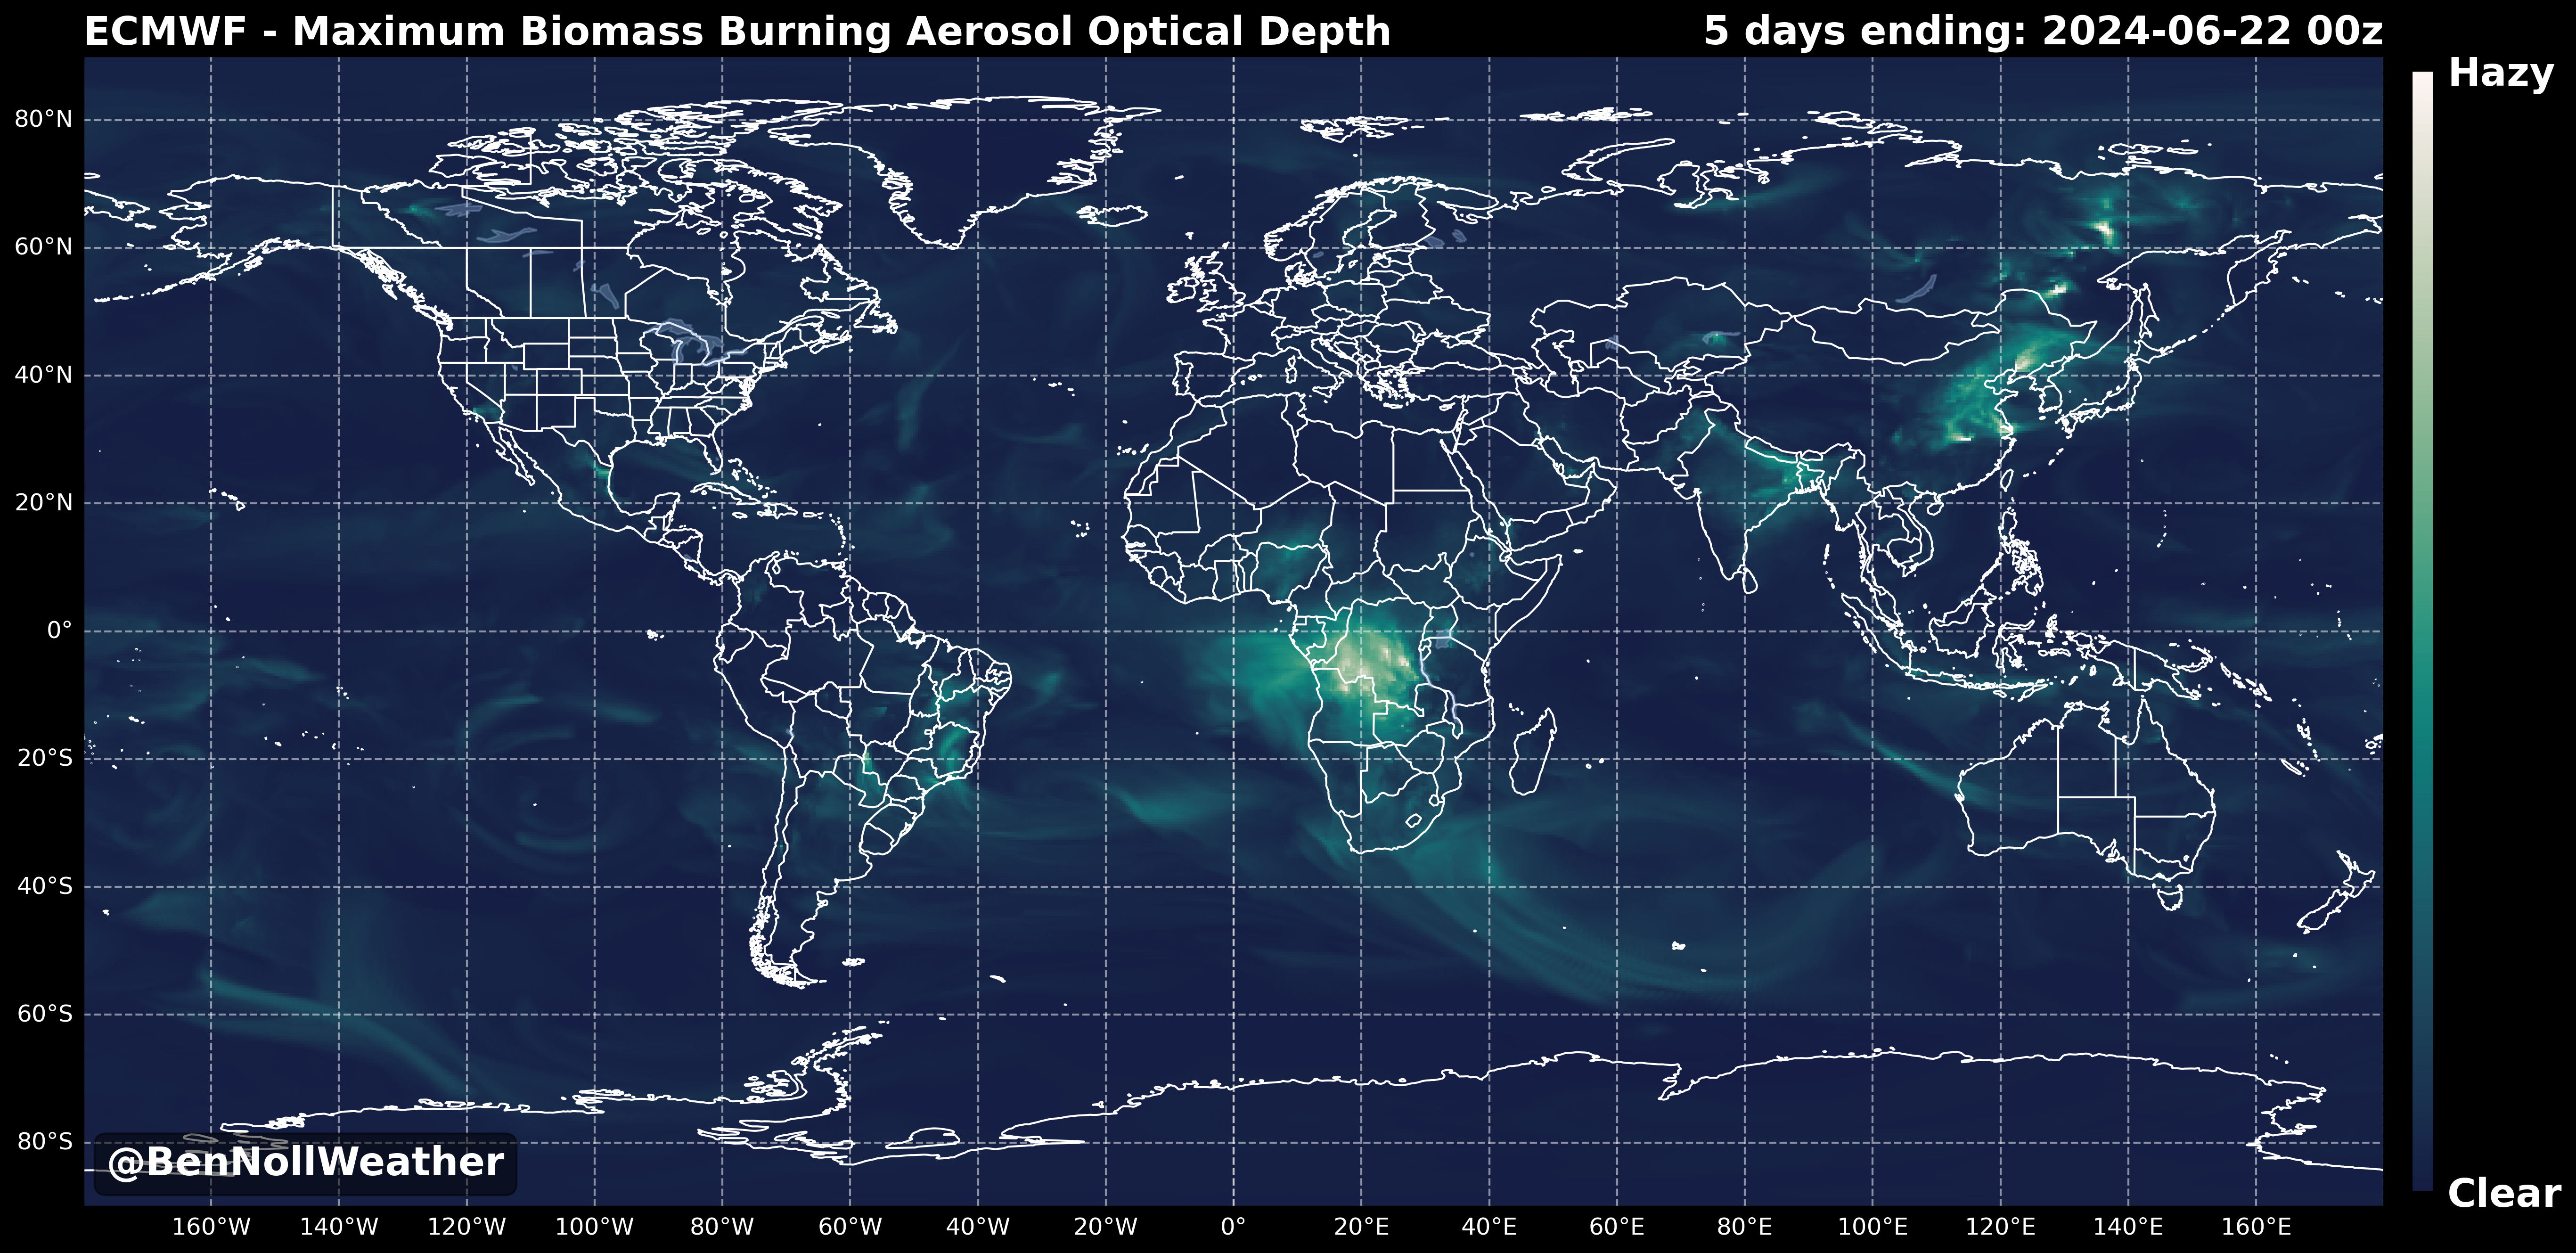 ECMWF - Maximum Biomass Burning Aerosol Optical Depth
5 days ending: 2024-06-22 00z
Hazy
80°N
60°N
40°N
20°N
0°
20°S
40°S
60°S
80°S
@BenNollWeather
Clear
160°W 140°W 120°W 100°W 80°W 60°W 40°W 20°W 0° 20°E 40°E 60°E 80°E 100°E 120°E 140°E 160°E